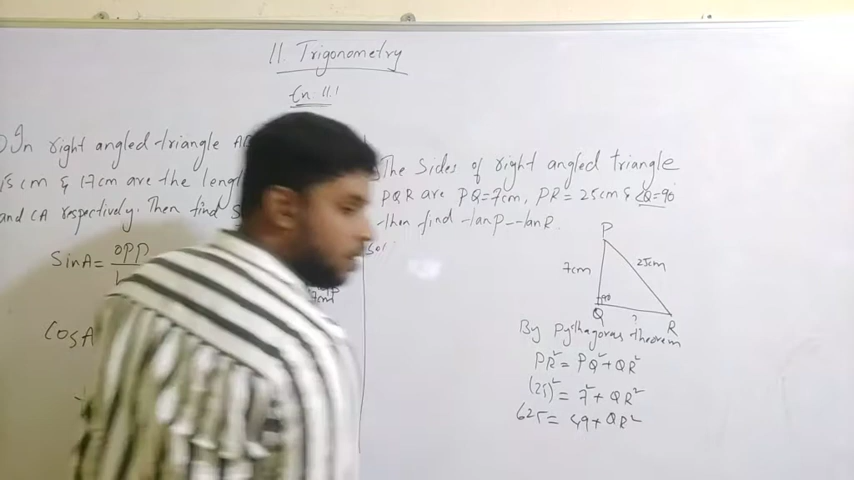 11. Trigonometry
Ex 11.1
In right angled triangle
15cm & 17cm are the
and CA respectively. Then find
SinA = opp
CosA
The Sides of right angled triangle
PQR are PQ=7cm, PR=25cm & ∠Q=90°
then find tanP-tanR.
Sol:
P
7cm
25cm
90
Q
?
R
By Pythagoras theorem
PR² = PQ² + QR²
(25)² = 7² + QR²
625 = 49 + QR²